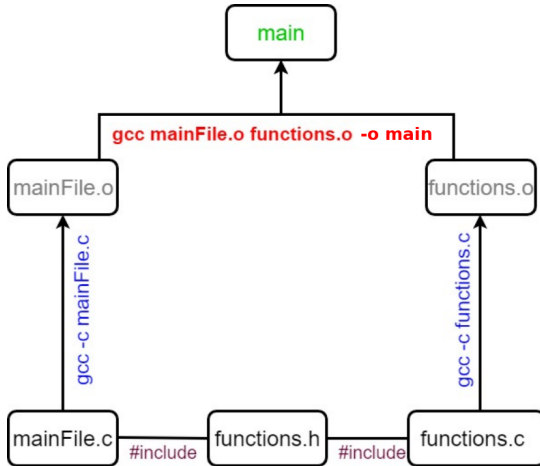 main
gcc mainFile.o functions.o -o main
mainFile.o
functions.o
gcc -c mainFile.c
gcc -c functions.c
mainFile.c
#include
functions.h
#include
functions.c